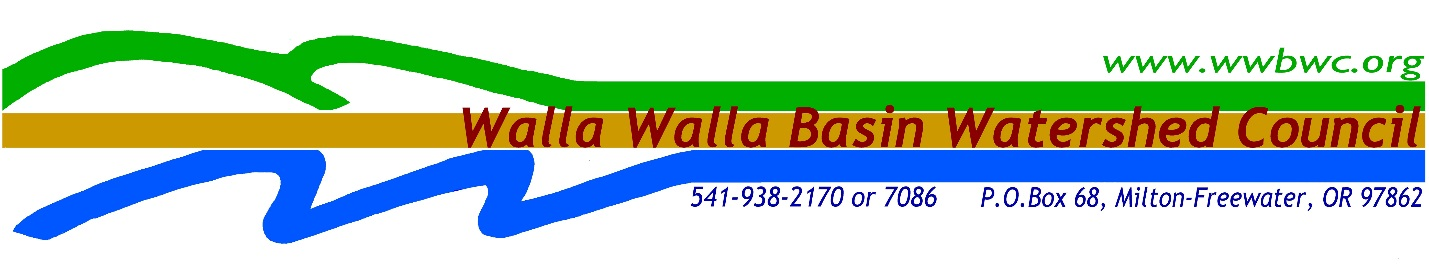 www.wwbwc.org
Walla Walla Basin Watershed Council
541-938-2170 or 7086 P.O.Box 68, Milton-Freewater, OR 97862